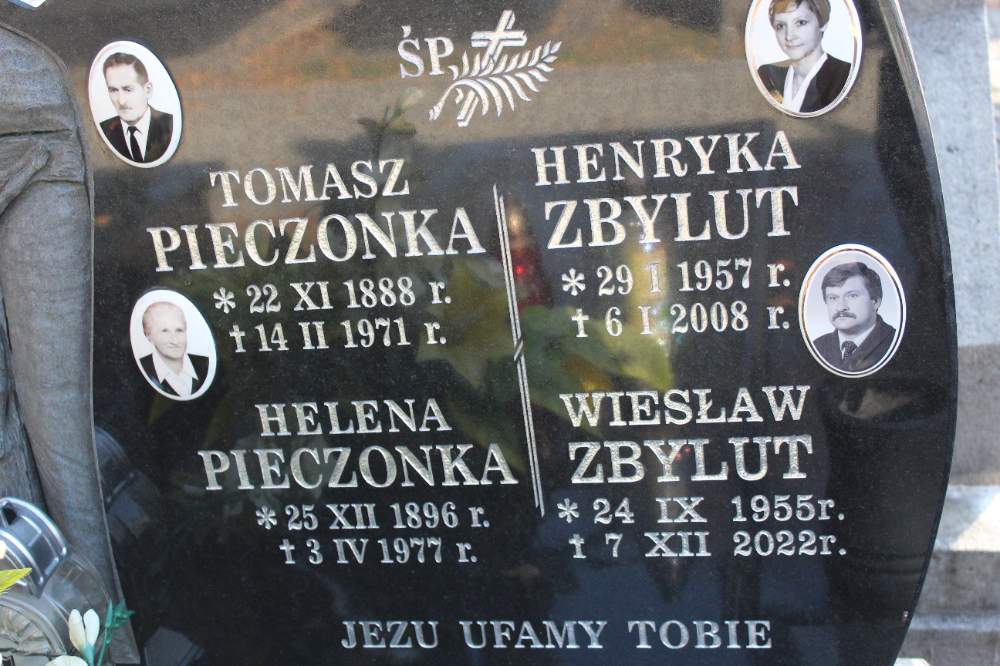 ŚP
TOMASZ
PIECZONKA
* 22 XI 1888 r.
✝ 14 II 1971 r.
HELENA
PIECZONKA
* 25 XII 1896 r.
✝ 3 IV 1977 r.
HENRYKA
ZBYLUT
* 29 I 1957 r.
✝ 6 I 2008 r.
WIESŁAW
ZBYLUT
* 24 IX 1955r.
✝ 7 XII 2022r.
JEZU UFAMY TOBIE